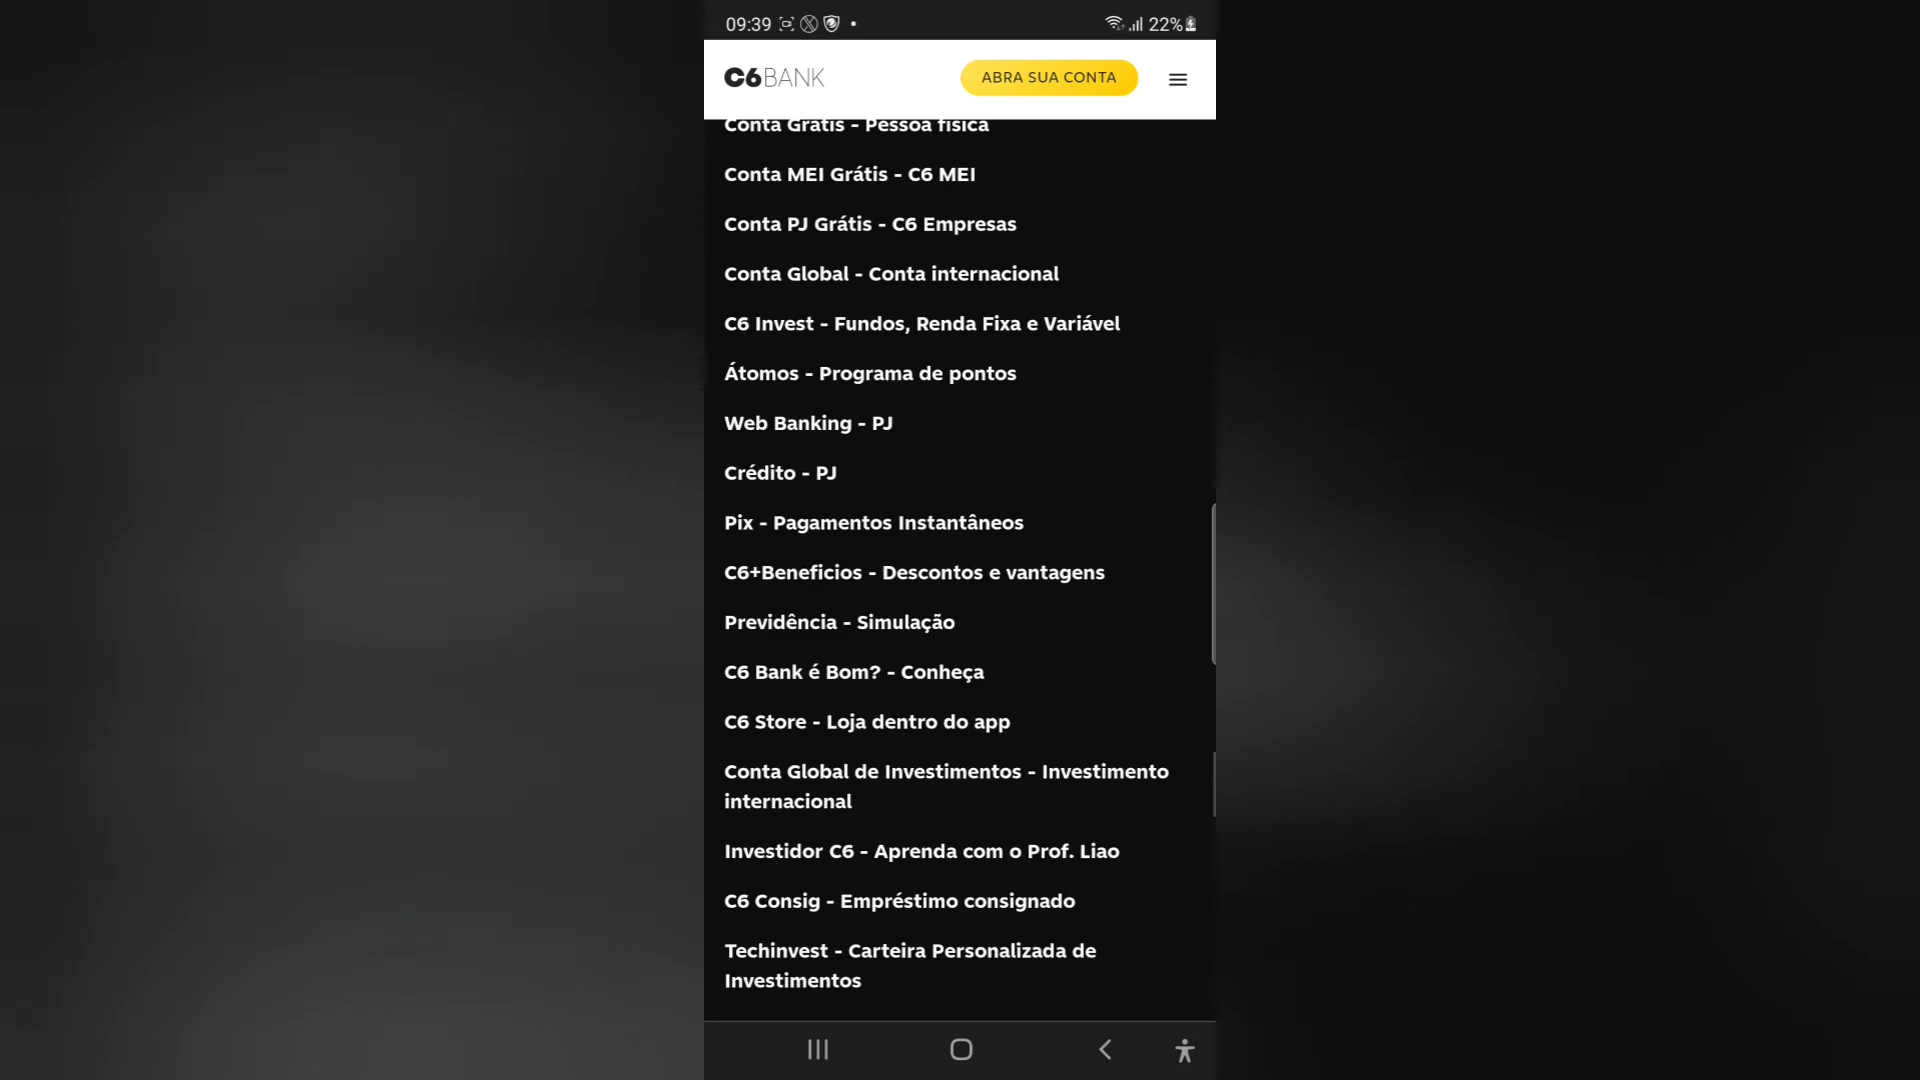 09:39
22%
C6BANK
ABRA SUA CONTA
Conta Grátis - Pessoa física
Conta MEI Grátis - C6 MEI
Conta PJ Grátis - C6 Empresas
Conta Global - Conta internacional
C6 Invest - Fundos, Renda Fixa e Variável
Átomos - Programa de pontos
Web Banking - PJ
Crédito - PJ
Pix - Pagamentos Instantâneos
C6+Beneficios - Descontos e vantagens
Previdência - Simulação
C6 Bank é Bom? - Conheça
C6 Store - Loja dentro do app
Conta Global de Investimentos - Investimento
internacional
Investidor C6 - Aprenda com o Prof. Liao
C6 Consig - Empréstimo consignado
Techinvest - Carteira Personalizada de
Investimentos